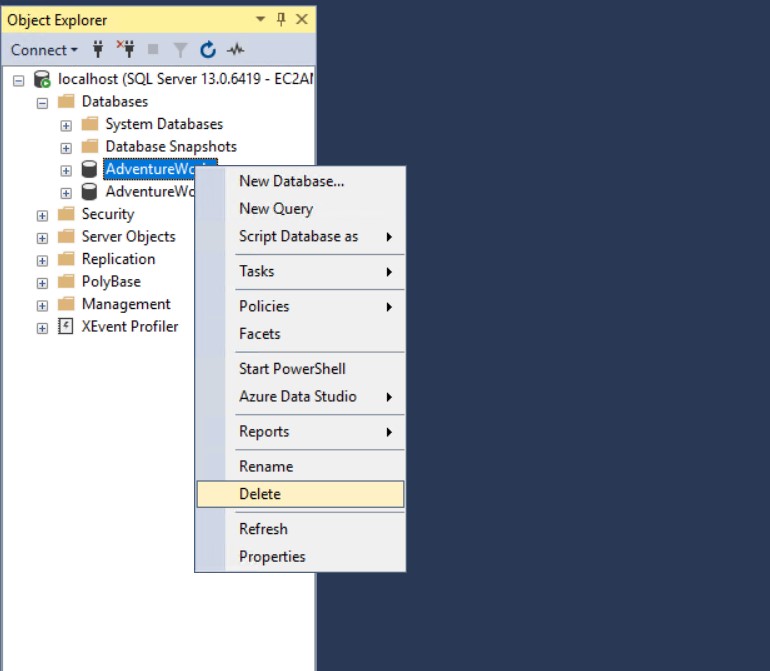 Object Explorer
Connect
localhost (SQL Server 13.0.6419 - EC2A
Databases
System Databases
Database Snapshots
AdventureWo
AdventureWo
Security
Server Objects
Replication
PolyBase
Management
XEvent Profiler
New Database...
New Query
Script Database as
Tasks
Policies
Facets
Start PowerShell
Azure Data Studio
Reports
Rename
Delete
Refresh
Properties